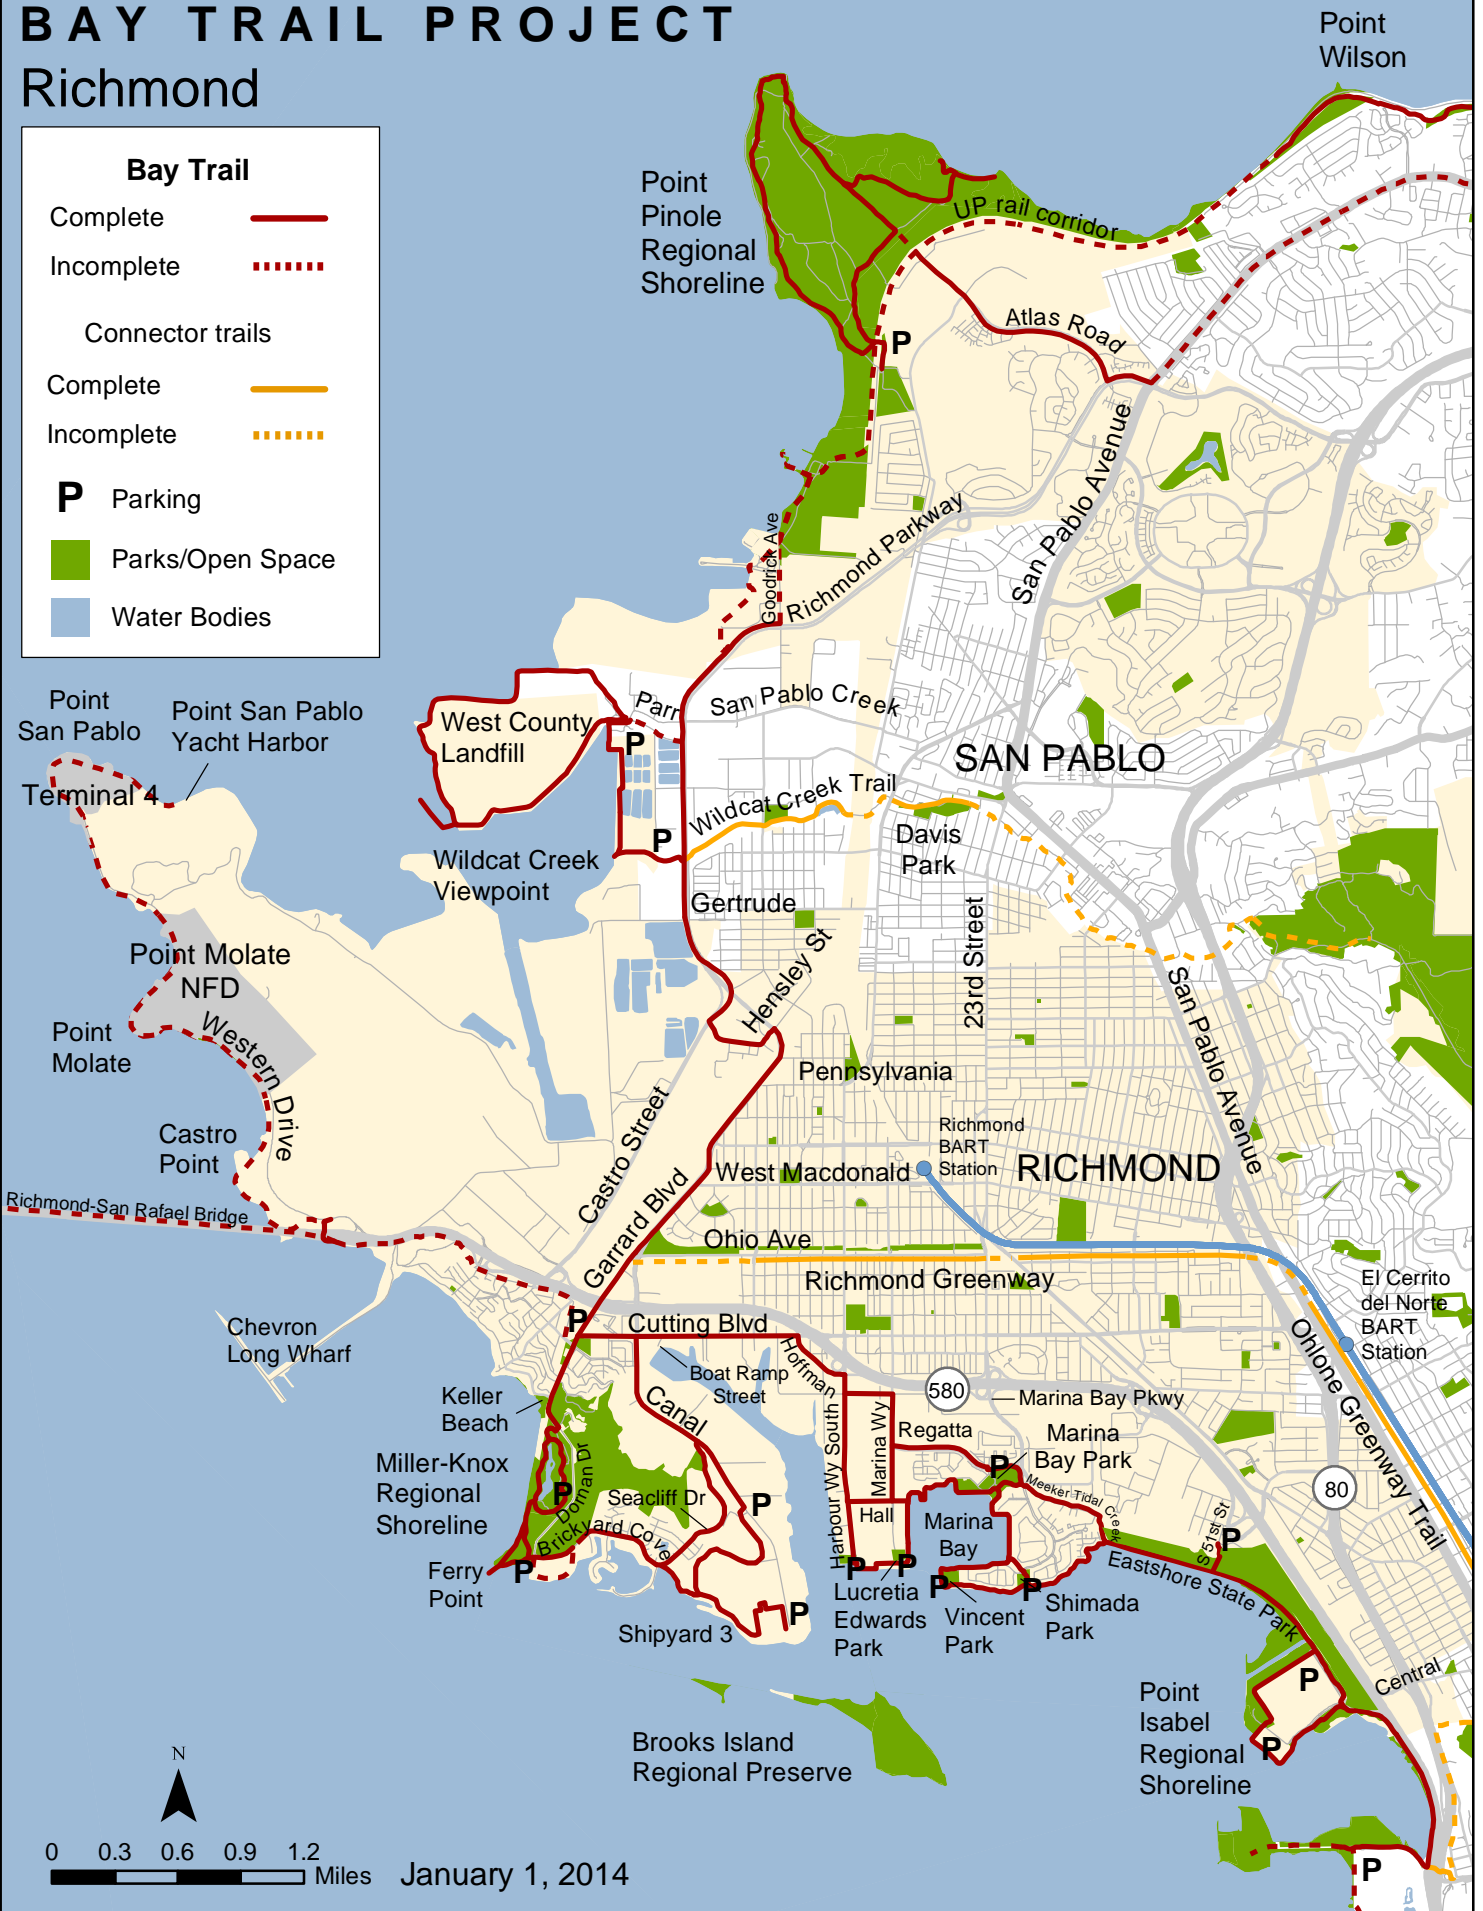 BAY TRAIL PROJECT
Richmond
Bay Trail
Complete
Incomplete
Connector trails
Complete
Incomplete
P Parking
Parks/Open Space
Water Bodies
Point
Wilson
Point
Pinole
Regional
Shoreline
UP rail corridor
P
Atlas Road
San Pablo Avenue
Richmond Parkway
Goodrick Ave
Point
San Pablo
Point San Pablo
Yacht Harbor
Terminal 4
West County
Landfill
Parr
P
San Pablo Creek
SAN PABLO
Wildcat Creek Trail
P
Davis
Park
Wildcat Creek
Viewpoint
Gertrude
23rd Street
Hensley St
Point Molate
NFD
Point
Molate
Western Drive
San Pablo Avenue
Pennsylvania
Castro Street
Castro
Point
Richmond
BART
Station
West Macdonald
RICHMOND
Richmond-San Rafael Bridge
Garrard Blvd
Ohio Ave
Richmond Greenway
El Cerrito
del Norte
BART
Station
Chevron
Long Wharf
P
Cutting Blvd
Hoffman
Boat Ramp
Street
Canal
580
Marina Bay Pkwy
Ohlone Greenway Trail
Keller
Beach
Harbour Wy South
Marina Wy
Regatta
Marina
Bay Park
P
Miller-Knox
Regional
Shoreline
Dornan Dr
P
Seacliff Dr
P
Hall
Meeker Tidal Creek
80
Brickyard Cove
Marina
Bay
S 51st St
P
Ferry
Point
P
P
P
P
P
Eastshore State Park
Lucretia
Edwards
Park
Vincent
Park
Shimada
Park
Shipyard 3
P
P
Central
Point
Isabel
Regional
Shoreline
P
Brooks Island
Regional Preserve
N
0 0.3 0.6 0.9 1.2
Miles
January 1, 2014
P